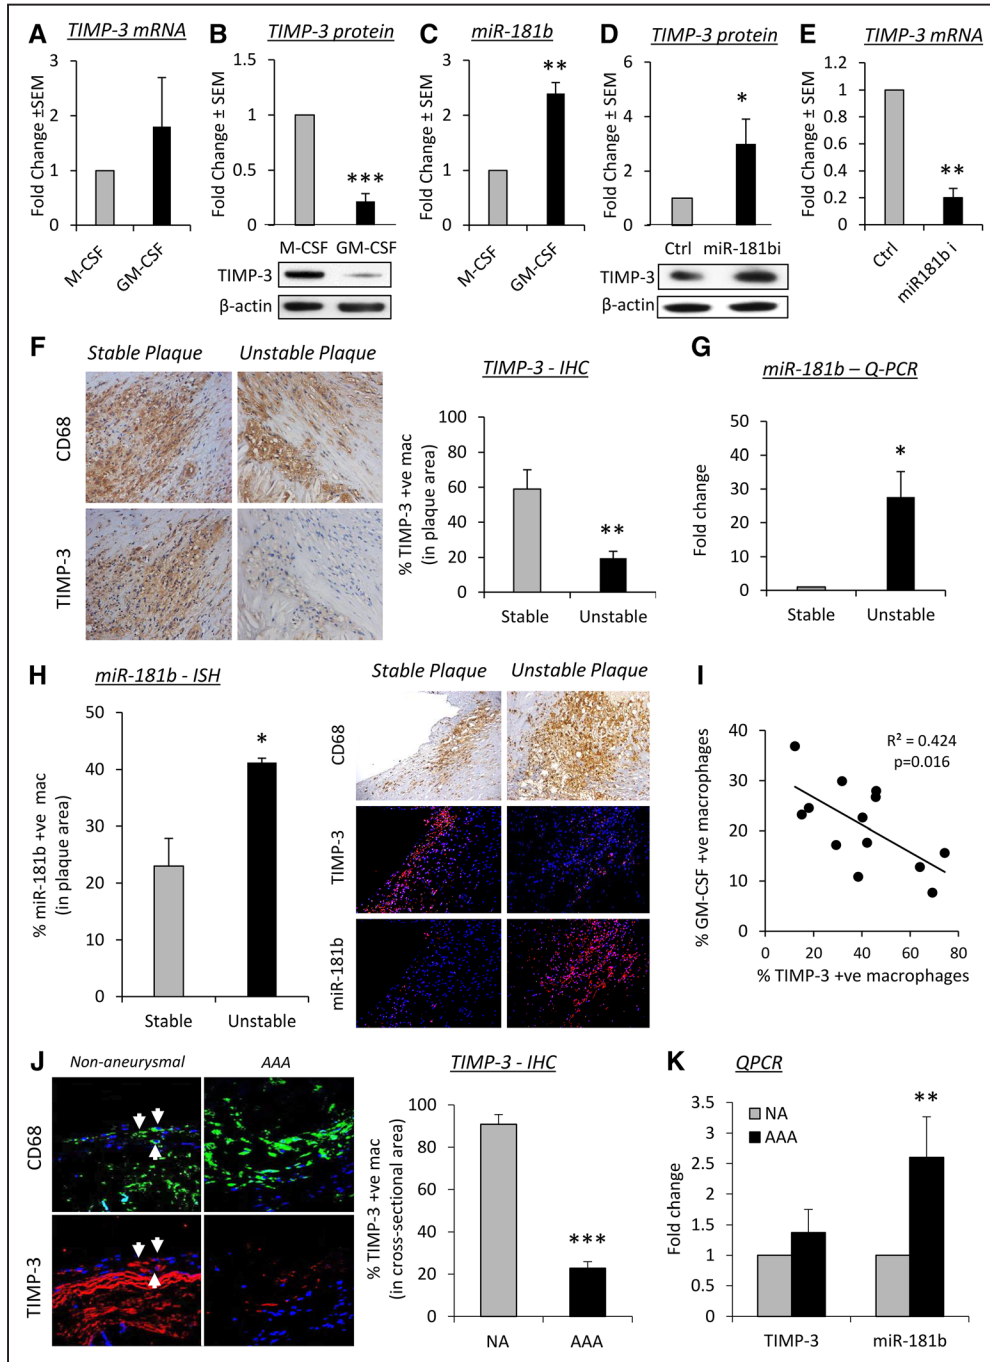 A TIMP-3 mRNA
Fold Change ±SEM
3
2
1
0
M-CSF
GM-CSF
B TIMP-3 protein
Fold Change ± SEM
1.5
1
0.5
0
***
M-CSF GM-CSF
TIMP-3
β-actin
C miR-181b
Fold Change ± SEM
3
2
1
0
**
M-CSF
GM-CSF
D TIMP-3 protein
Fold Change ± SEM
6
4
2
0
*
Ctrl miR-181bi
TIMP-3
β-actin
E TIMP-3 mRNA
Fold Change ± SEM
1.2
1
0.8
0.6
0.4
0.2
0
**
Ctrl
miR181b i
F
Stable Plaque Unstable Plaque
CD68
TIMP-3
TIMP-3 - IHC
% TIMP-3 +ve mac
(in plaque area)
100
80
60
40
20
0
**
Stable Unstable
G
miR-181b – Q-PCR
Fold change
50
40
30
20
10
0
*
Stable Unstable
H miR-181b - ISH
% miR-181b +ve mac
(in plaque area)
50
40
30
20
10
0
*
Stable Unstable
Stable Plaque Unstable Plaque
CD68
TIMP-3
miR-181b
I
% GM-CSF +ve macrophages
40
30
20
10
0
R² = 0.424
p=0.016
0 20 40 60 80
% TIMP-3 +ve macrophages
J Non-aneurysmal AAA
CD68
TIMP-3
TIMP-3 - IHC
% TIMP-3 +ve mac
(in cross-sectional area)
100
80
60
40
20
0
***
NA AAA
K QPCR
Fold change
3.5
3
2.5
2
1.5
1
0.5
0
NA
AAA
**
TIMP-3 miR-181b